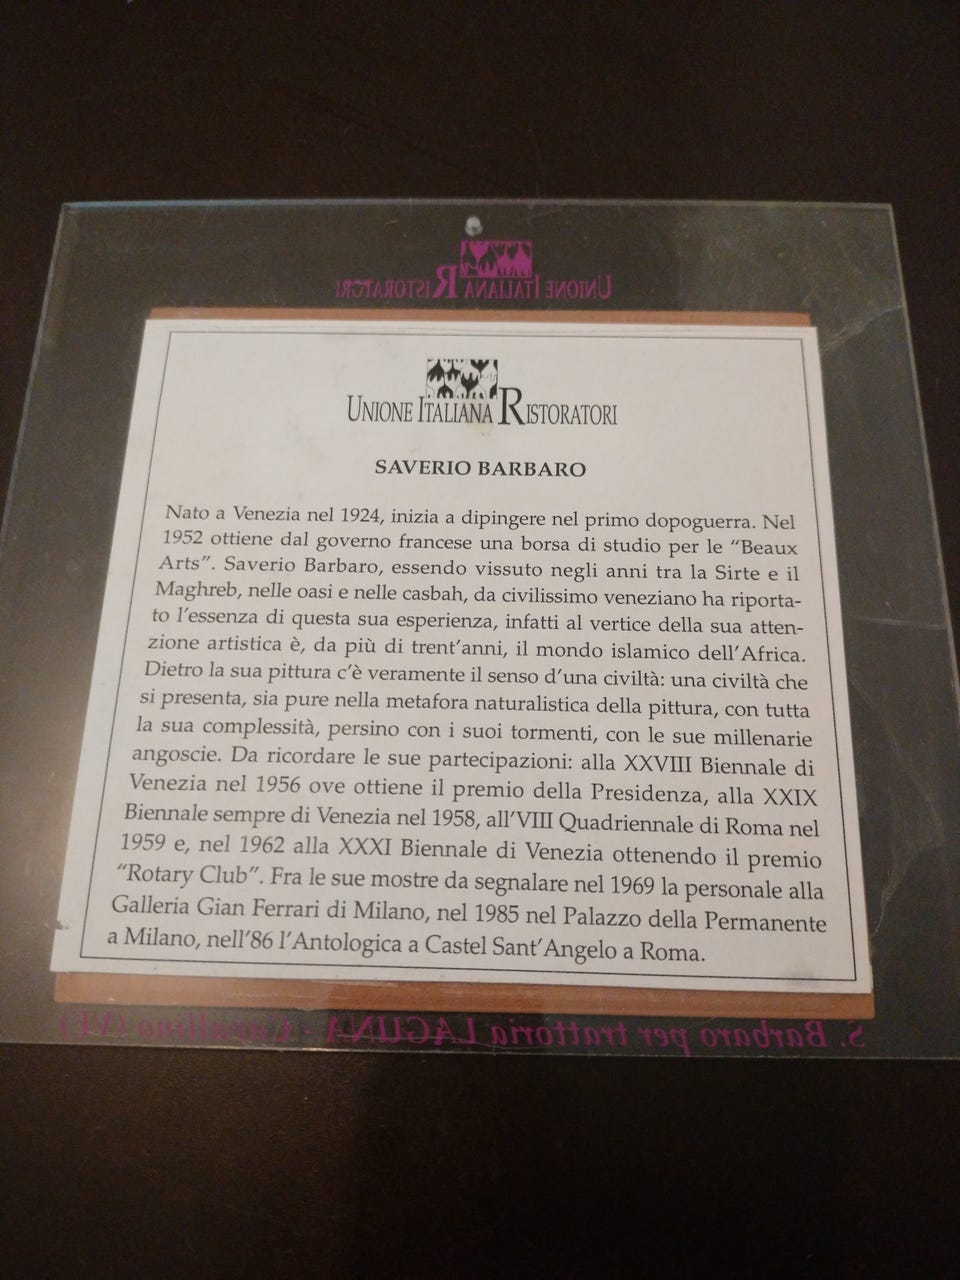 UNIONE ITALIANA RISTORATORI
UNIONE ITALIANA RISTORATORI
SAVERIO BARBARO
Nato a Venezia nel 1924, inizia a dipingere nel primo dopoguerra. Nel
1952 ottiene dal governo francese una borsa di studio per le “Beaux
Arts”. Saverio Barbaro, essendo vissuto negli anni tra la Sirte e il
Maghreb, nelle oasi e nelle casbah, da civilissimo veneziano ha riporta-
to l'essenza di questa sua esperienza, infatti al vertice della sua atten-
zione artistica è, da più di trent'anni, il mondo islamico dell'Africa.
Dietro la sua pittura c'è veramente il senso d'una civiltà: una civiltà che
si presenta, sia pure nella metafora naturalistica della pittura, con tutta
la sua complessità, persino con i suoi tormenti, con le sue millenarie
angoscie. Da ricordare le sue partecipazioni: alla XXVIII Biennale di
Venezia nel 1956 ove ottiene il premio della Presidenza, alla XXIX
Biennale sempre di Venezia nel 1958, all'VIII Quadriennale di Roma nel
1959 e, nel 1962 alla XXXI Biennale di Venezia ottenendo il premio
“Rotary Club”. Fra le sue mostre da segnalare nel 1969 la personale alla
Galleria Gian Ferrari di Milano, nel 1985 nel Palazzo della Permanente
a Milano, nell'86 l'Antologica a Castel Sant'Angelo a Roma.
S. Barbaro per trattoria LAGUNA - Cavallino (VE)